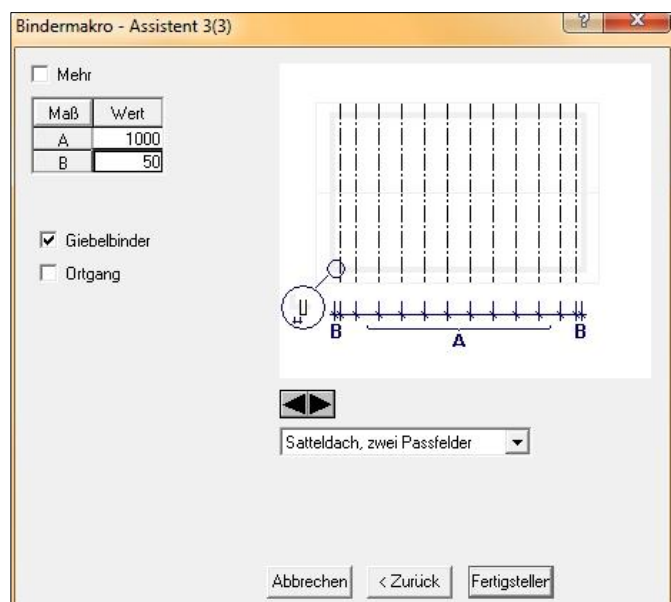 Bindermakro - Assistent 3(3)
Mehr
Maß Wert
A 1000
B 50
Giebelbinder
Ortgang
B A B
Satteldach, zwei Passfelder
Abbrechen < Zurück Fertigsteller